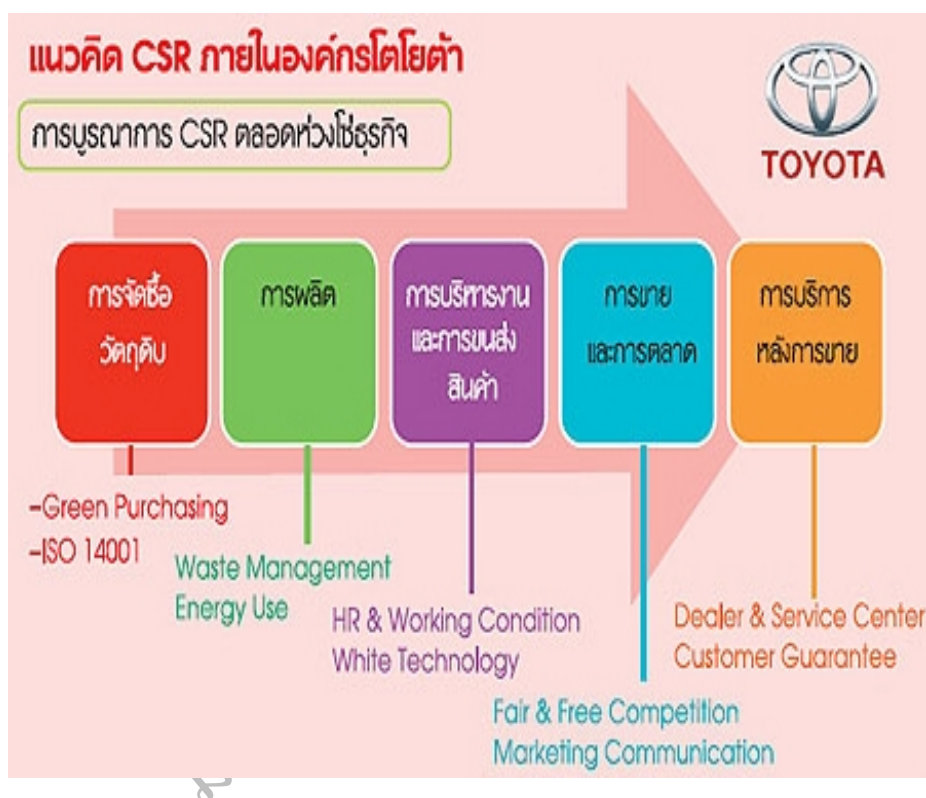 แนวคิด CSR ภายในองค์กรโตโยต้า
การบูรณาการ CSR ตลอดห่วงโซ่ธุรกิจ
TOYOTA
การจัดซื้อ
วัตถุดิบ
การผลิต
การบริหารงาน
และการขนส่ง
สินค้า
การขาย
และการตลาด
การบริการ
หลังการขาย
-Green Purchasing
-ISO 14001
Waste Management
Energy Use
HR & Working Condition
White Technology
Fair & Free Competition
Marketing Communication
Dealer & Service Center
Customer Guarantee